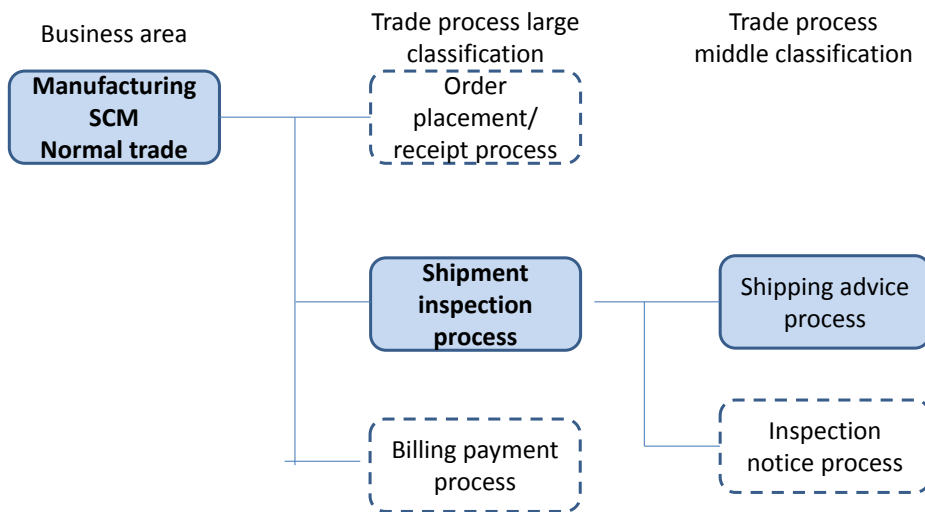 Business area
Trade process large
classification
Trade process
middle classification
Manufacturing
SCM
Normal trade
Order
placement/
receipt process
Shipment
inspection
process
Shipping advice
process
Billing payment
process
Inspection
notice process